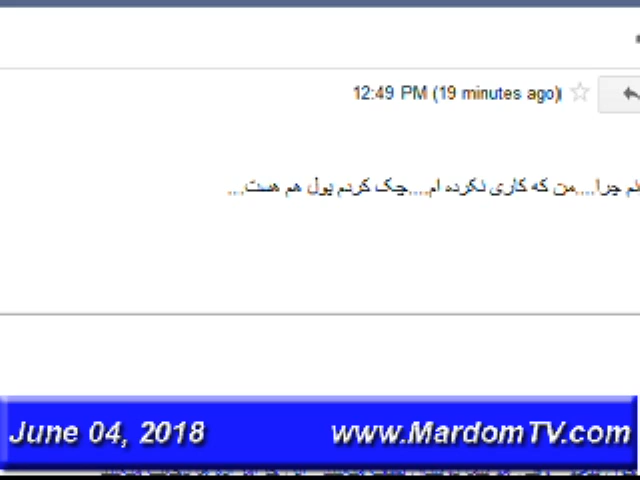 12:49 PM (19 minutes ago)
چرا....من که کاری نکرده ام....چک کردم پول هم هست...
June 04, 2018 www.MardomTV.com